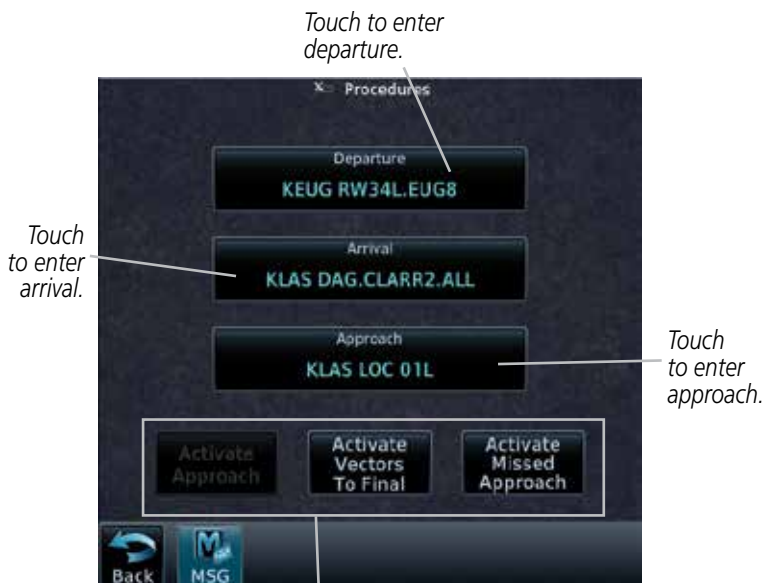 Touch to enter
departure.
Procedures
Departure
KEUG RW34L.EUG8
Touch
to enter
arrival.
Arrival
KLAS DAG.CLARR2.ALL
Approach
KLAS LOC 01L
Touch
to enter
approach.
Activate
Approach
Activate
Vectors
To Final
Activate
Missed
Approach
Back
MSG